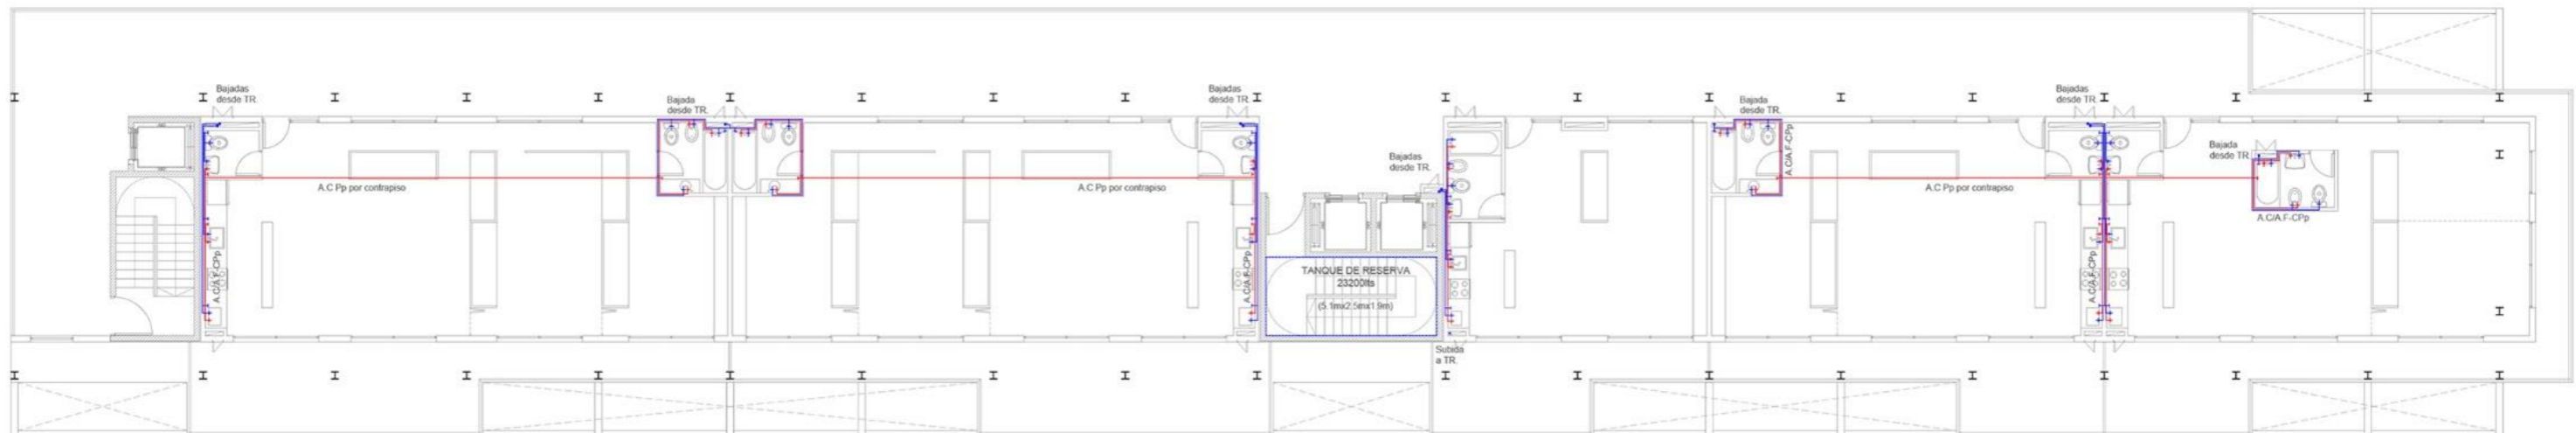 Bajadas
desde TR.
Bajada
desde TR.
Bajadas
desde TR.
Bajada
desde TR.
Bajadas
desde TR.
Bajadas
desde TR.
Bajada
desde TR.
A.C/A.F-CPp
A.C Pp por contrapiso
A.C Pp por contrapiso
A.C Pp por contrapiso
A.C/A.F-CPp
A.C/A.F-CPp
A.C/A.F-CPp
A.C/A.F-CPp
TANQUE DE RESERVA
23200lts
(5.1mx2.5mx1.9m)
Subida
a TR.